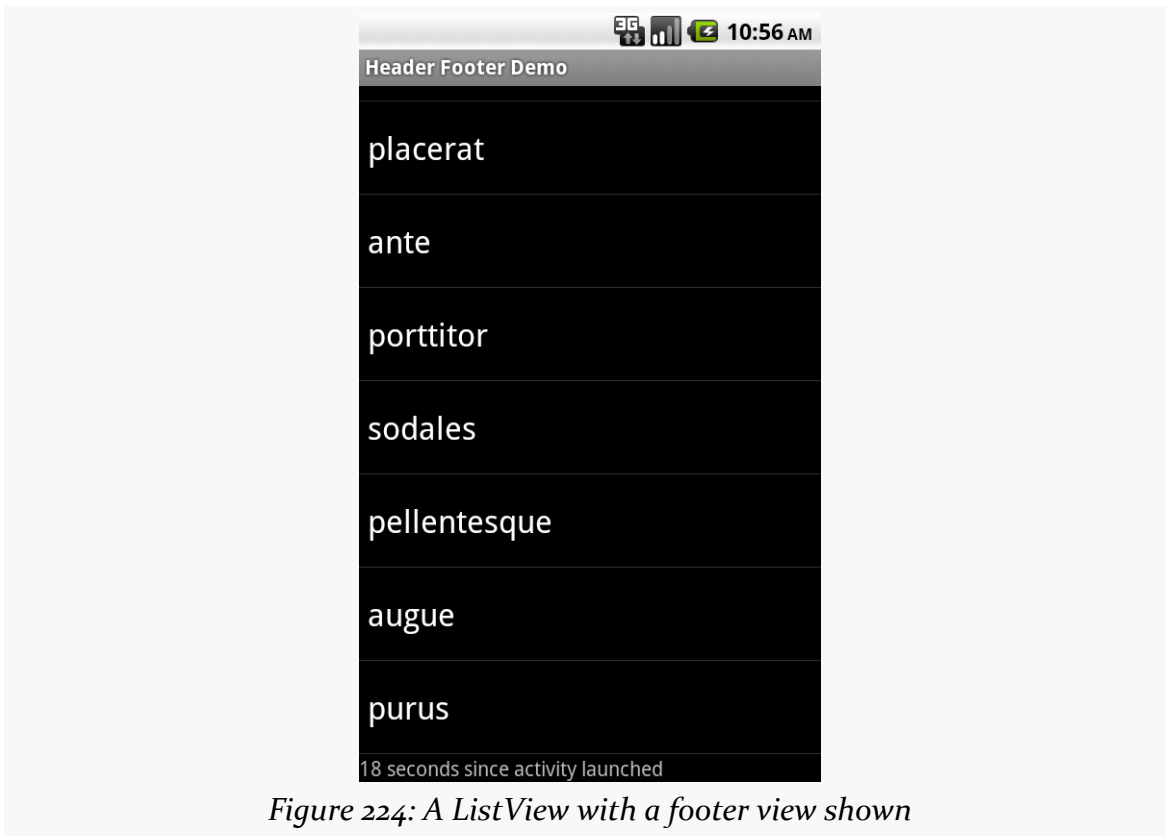 3G 10:56 AM
Header Footer Demo
placerat
ante
porttitor
sodales
pellentesque
augue
purus
18 seconds since activity launched
Figure 224: A ListView with a footer view shown